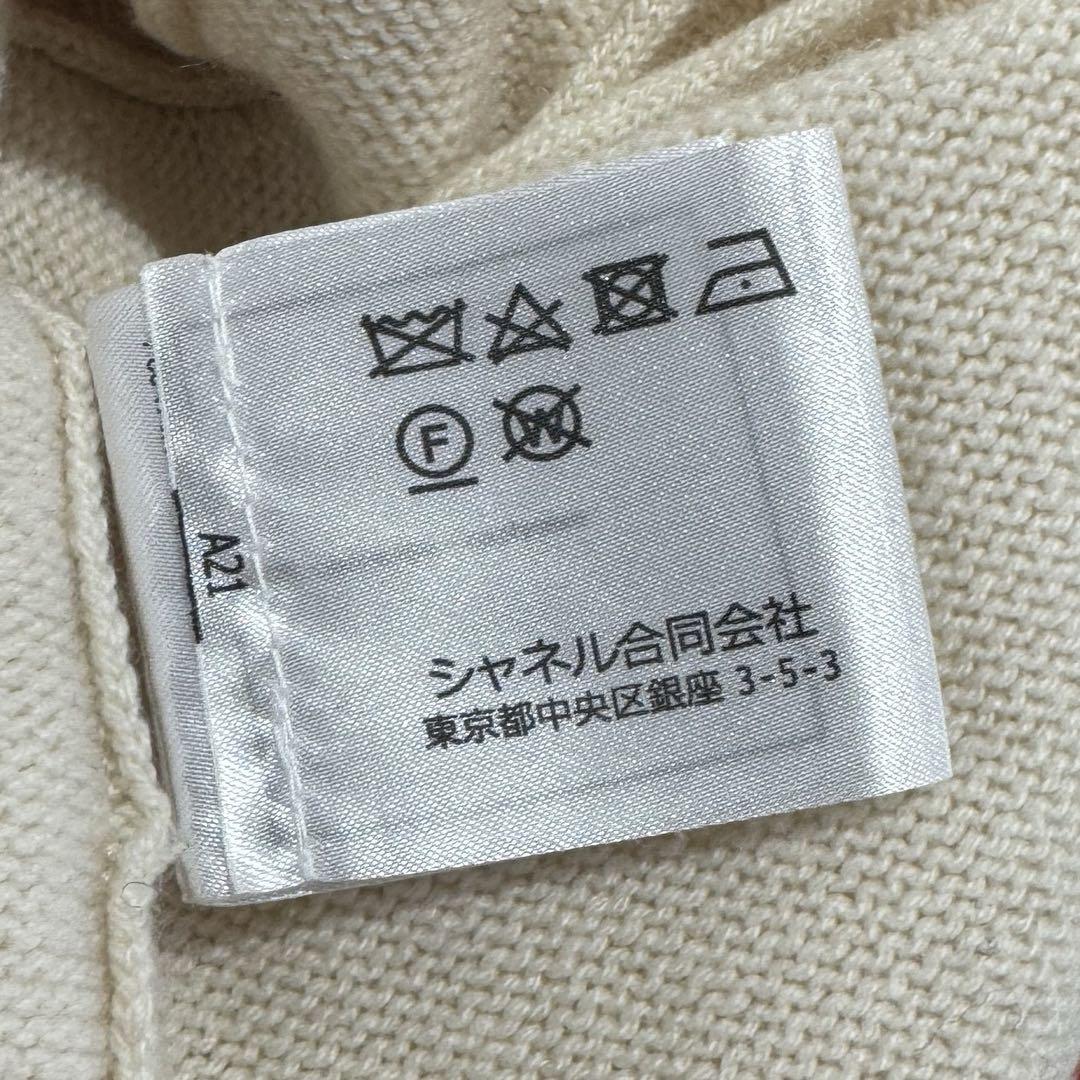 F W
A21
シャネル合同会社
東京都中央区銀座 3-5-3